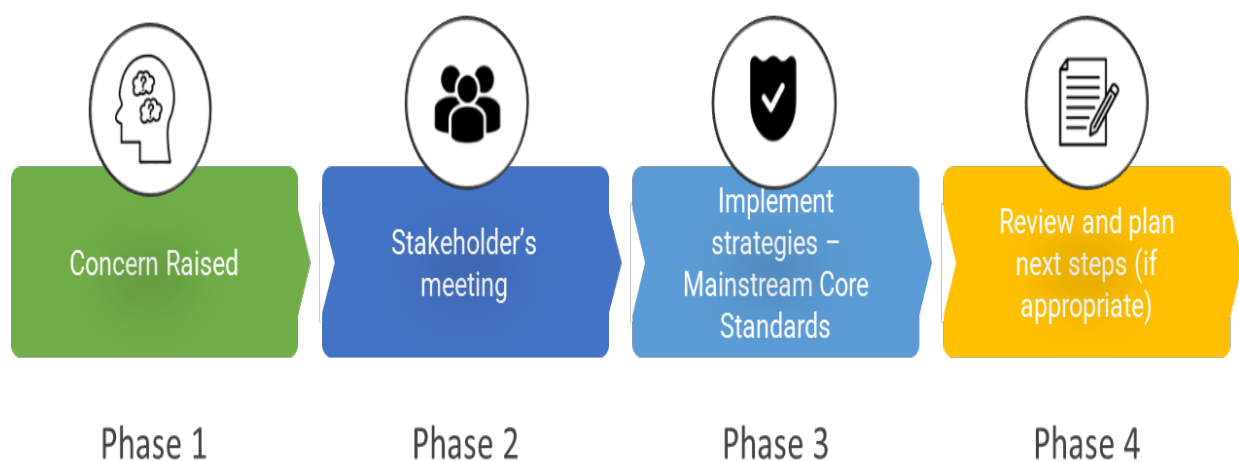 Concern Raised
Stakeholder’s
meeting
Implement
strategies –
Mainstream Core
Standards
Review and plan
next steps (if
appropriate)
Phase 1
Phase 2
Phase 3
Phase 4